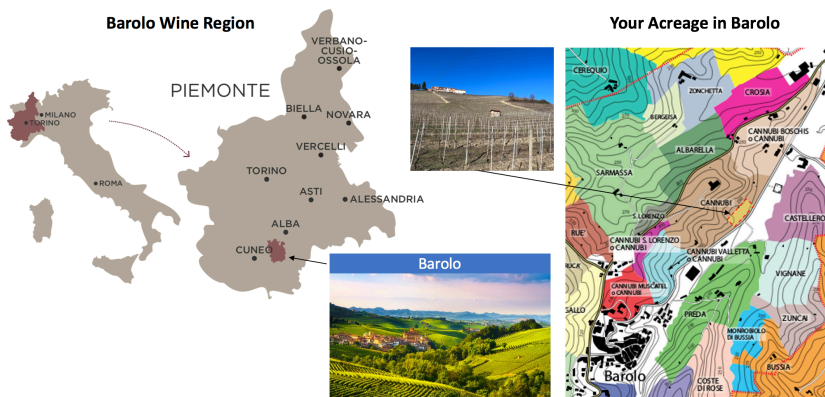 Barolo Wine Region
Your Acreage in Barolo
VERBANO-
CUSIO-
OSSOLA
PIEMONTE
BIELLA
NOVARA
MILANO
TORINO
VERCELLI
TORINO
ROMA
ASTI
ALESSANDRIA
ALBA
CUNEO
Barolo
CEREQUIO
ZONCHETTA
CROSIA
BERGEISA
CANNUBI BOSCHIS
o CANNUBI
ALBARELLA
SARMASSA
CANNUBI
S. LORENZO
CASTELLERO
RUE'
CANNUBI S. LORENZO
o CANNUBI
CANNUBI VALLETTA
o CANNUBI
VIGNANE
CANNUBI MUSCATEL
o CANNUBI
GALLO
PREDA
ZUNCAI
MONROBIOLO
DI BUSSIA
BUSSIA
Barolo
COSTE
DI ROSE